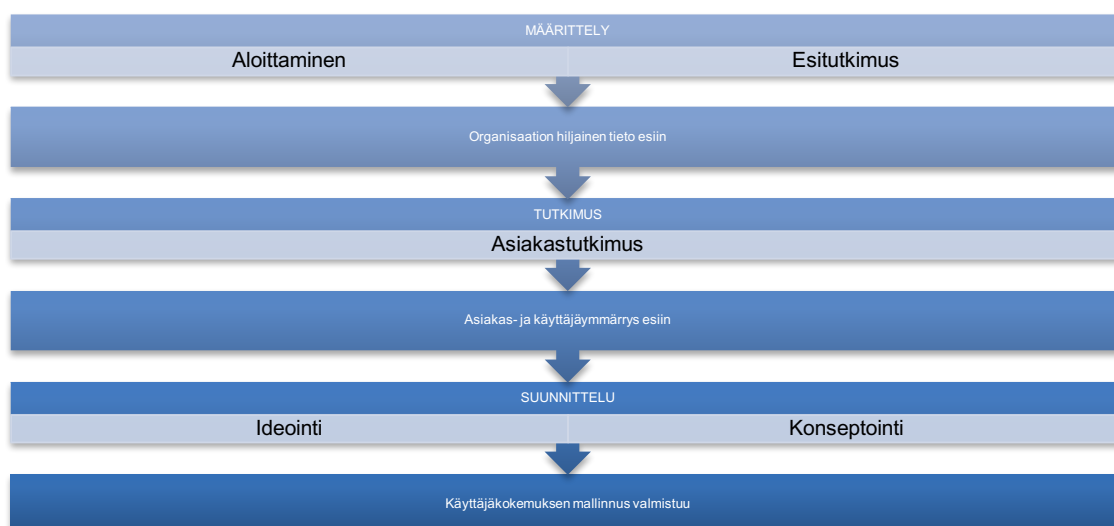 MÄÄRITTELY
Aloittaminen
Esitutkimus
Organisaation hiljainen tieto esiin
TUTKIMUS
Asiakastutkimus
Asiakas- ja käyttäjäymmärrys esiin
SUUNNITTELU
Ideointi
Konseptointi
Käyttäjäkokemuksen mallinnus valmistuu